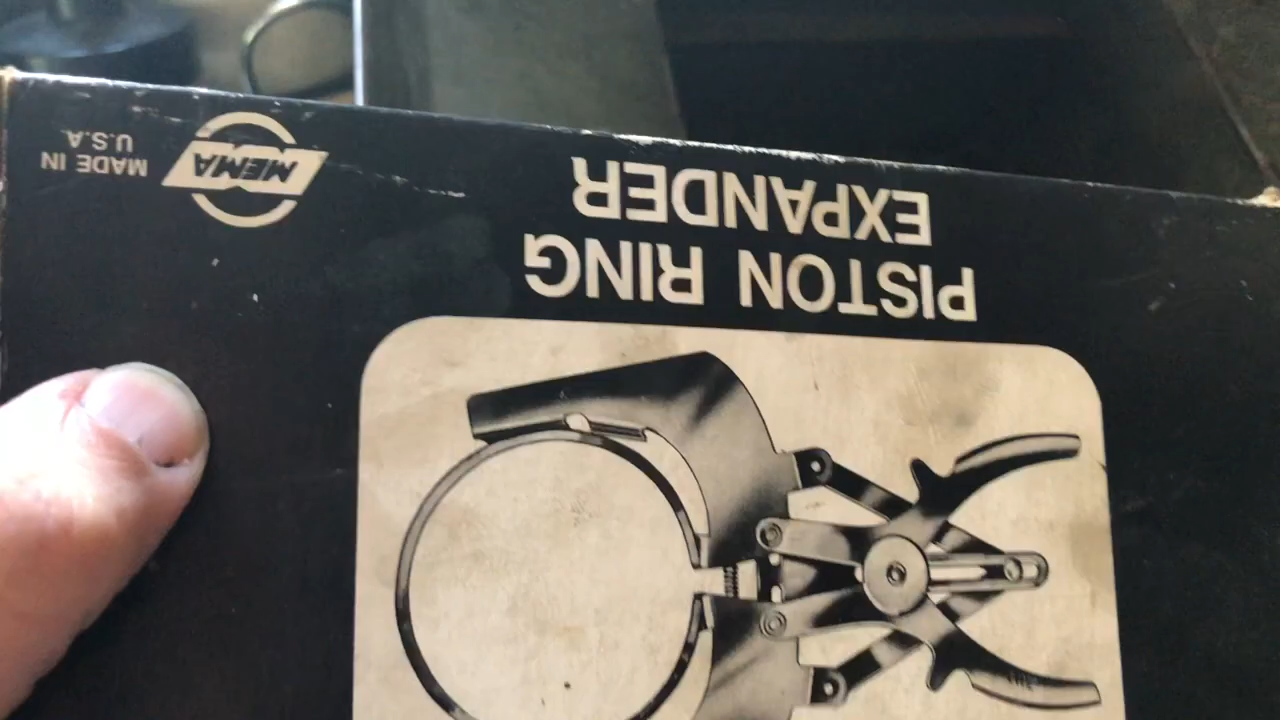 PISTON RING
EXPANDER
MEMA
MADE IN
U.S.A.